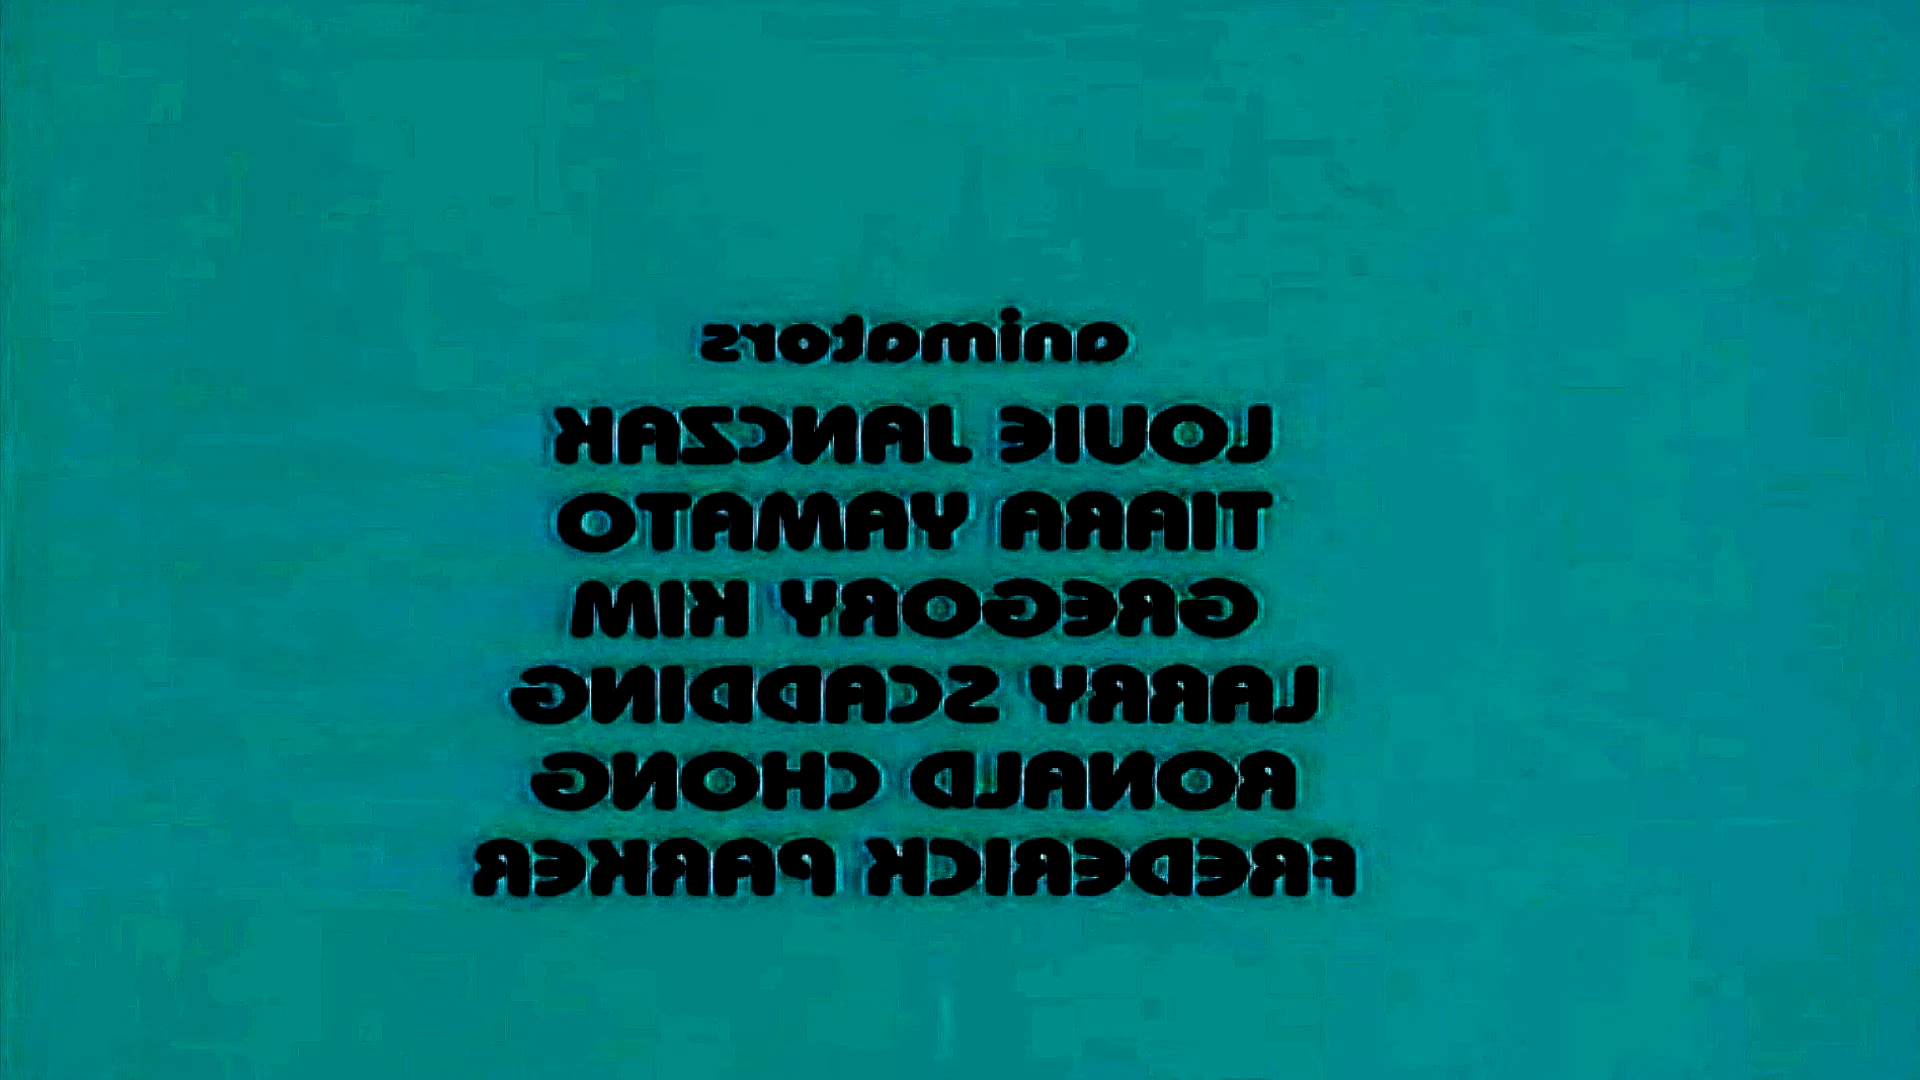 animators
LOUIE JANCZAK
TIARA YAMATO
GREGORY KIM
LARRY SCADDING
RONALD CHONG
FREDERICK PARKER